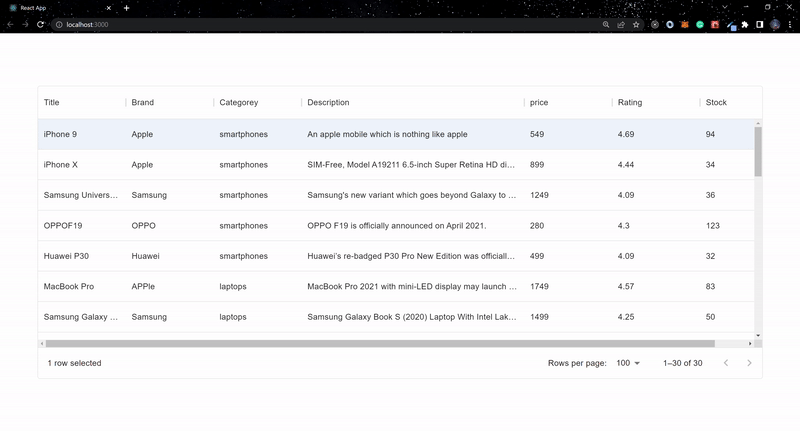 React App
localhost:3000
Title Brand Categorey Description price Rating Stock
iPhone 9 Apple smartphones An apple mobile which is nothing like apple 549 4.69 94
iPhone X Apple smartphones SIM-Free, Model A19211 6.5-inch Super Retina HD di... 899 4.44 34
Samsung Univers... Samsung smartphones Samsung's new variant which goes beyond Galaxy to ... 1249 4.09 36
OPPOF19 OPPO smartphones OPPO F19 is officially announced on April 2021. 280 4.3 123
Huawei P30 Huawei smartphones Huawei's re-badged P30 Pro New Edition was officiall... 499 4.09 32
MacBook Pro APPle laptops MacBook Pro 2021 with mini-LED display may launch ... 1749 4.57 83
Samsung Galaxy ... Samsung laptops Samsung Galaxy Book S (2020) Laptop With Intel Lak... 1499 4.25 50
1 row selected Rows per page: 100 1–30 of 30